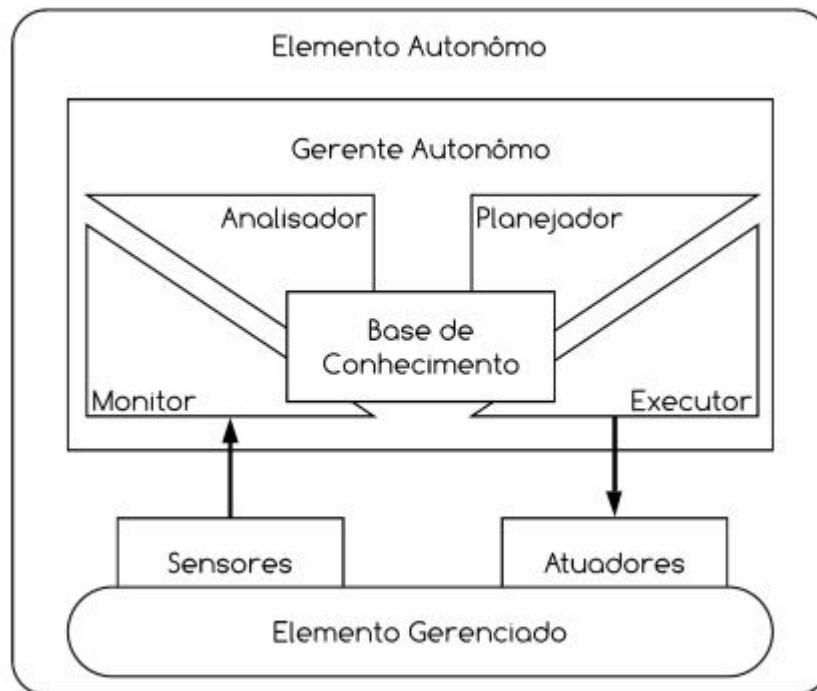 Elemento Autonômo
Gerente Autonômo
Analisador
Planejador
Base de
Conhecimento
Monitor
Executor
Sensores
Atuadores
Elemento Gerenciado